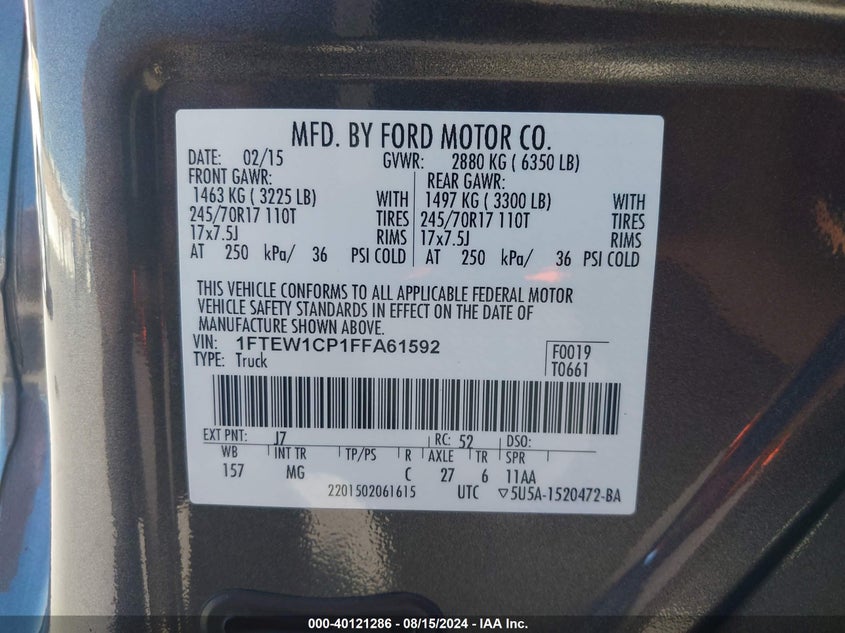 MFD. BY FORD MOTOR CO.
DATE: 02/15 GVWR: 2880 KG ( 6350 LB)
FRONT GAWR: REAR GAWR:
1463 KG ( 3225 LB) WITH 1497 KG ( 3300 LB) WITH
245/70R17 110T TIRES 245/70R17 110T TIRES
17x7.5J RIMS 17x7.5J RIMS
AT 250 kPa/ 36 PSI COLD AT 250 kPa/ 36 PSI COLD
THIS VEHICLE CONFORMS TO ALL APPLICABLE FEDERAL MOTOR
VEHICLE SAFETY STANDARDS IN EFFECT ON THE DATE OF
MANUFACTURE SHOWN ABOVE.
VIN: 1FTEW1CP1FFA61592 F0019
TYPE: Truck T0661
EXT PNT: J7 RC: 52 DSO:
WB INT TR TP/PS R AXLE TR SPR
157 MG C 27 6 11AA
2201502061615 UTC ▽5U5A-1520472-BA
000-40121286 - 08/15/2024 - IAA Inc.